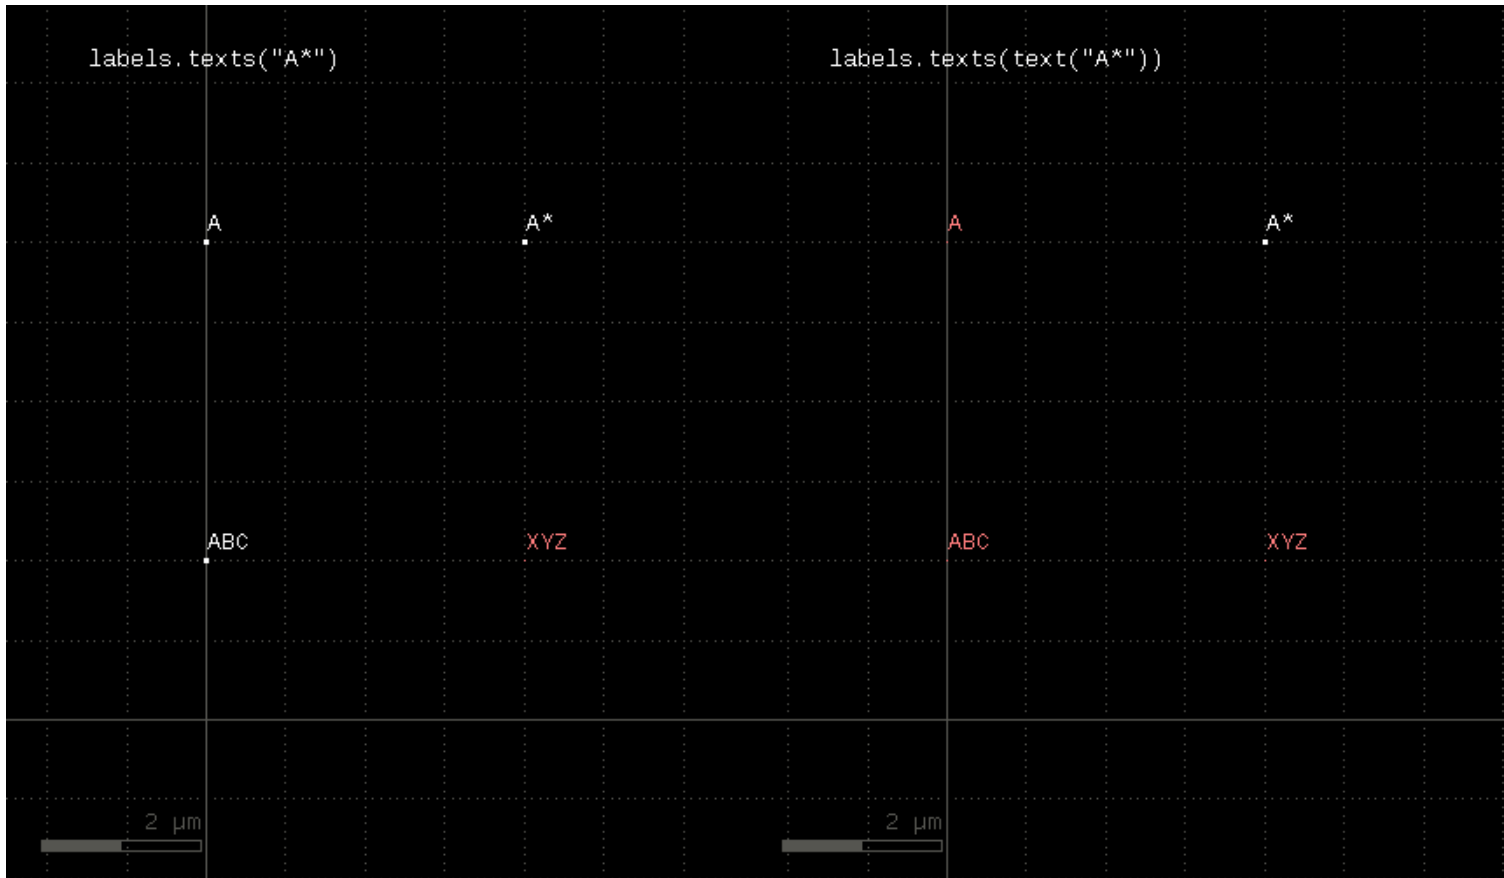 labels.texts("A*")
labels.texts(text("A*"))
A
A*
A
A*
ABC
XYZ
ABC
XYZ
2 µm
2 µm